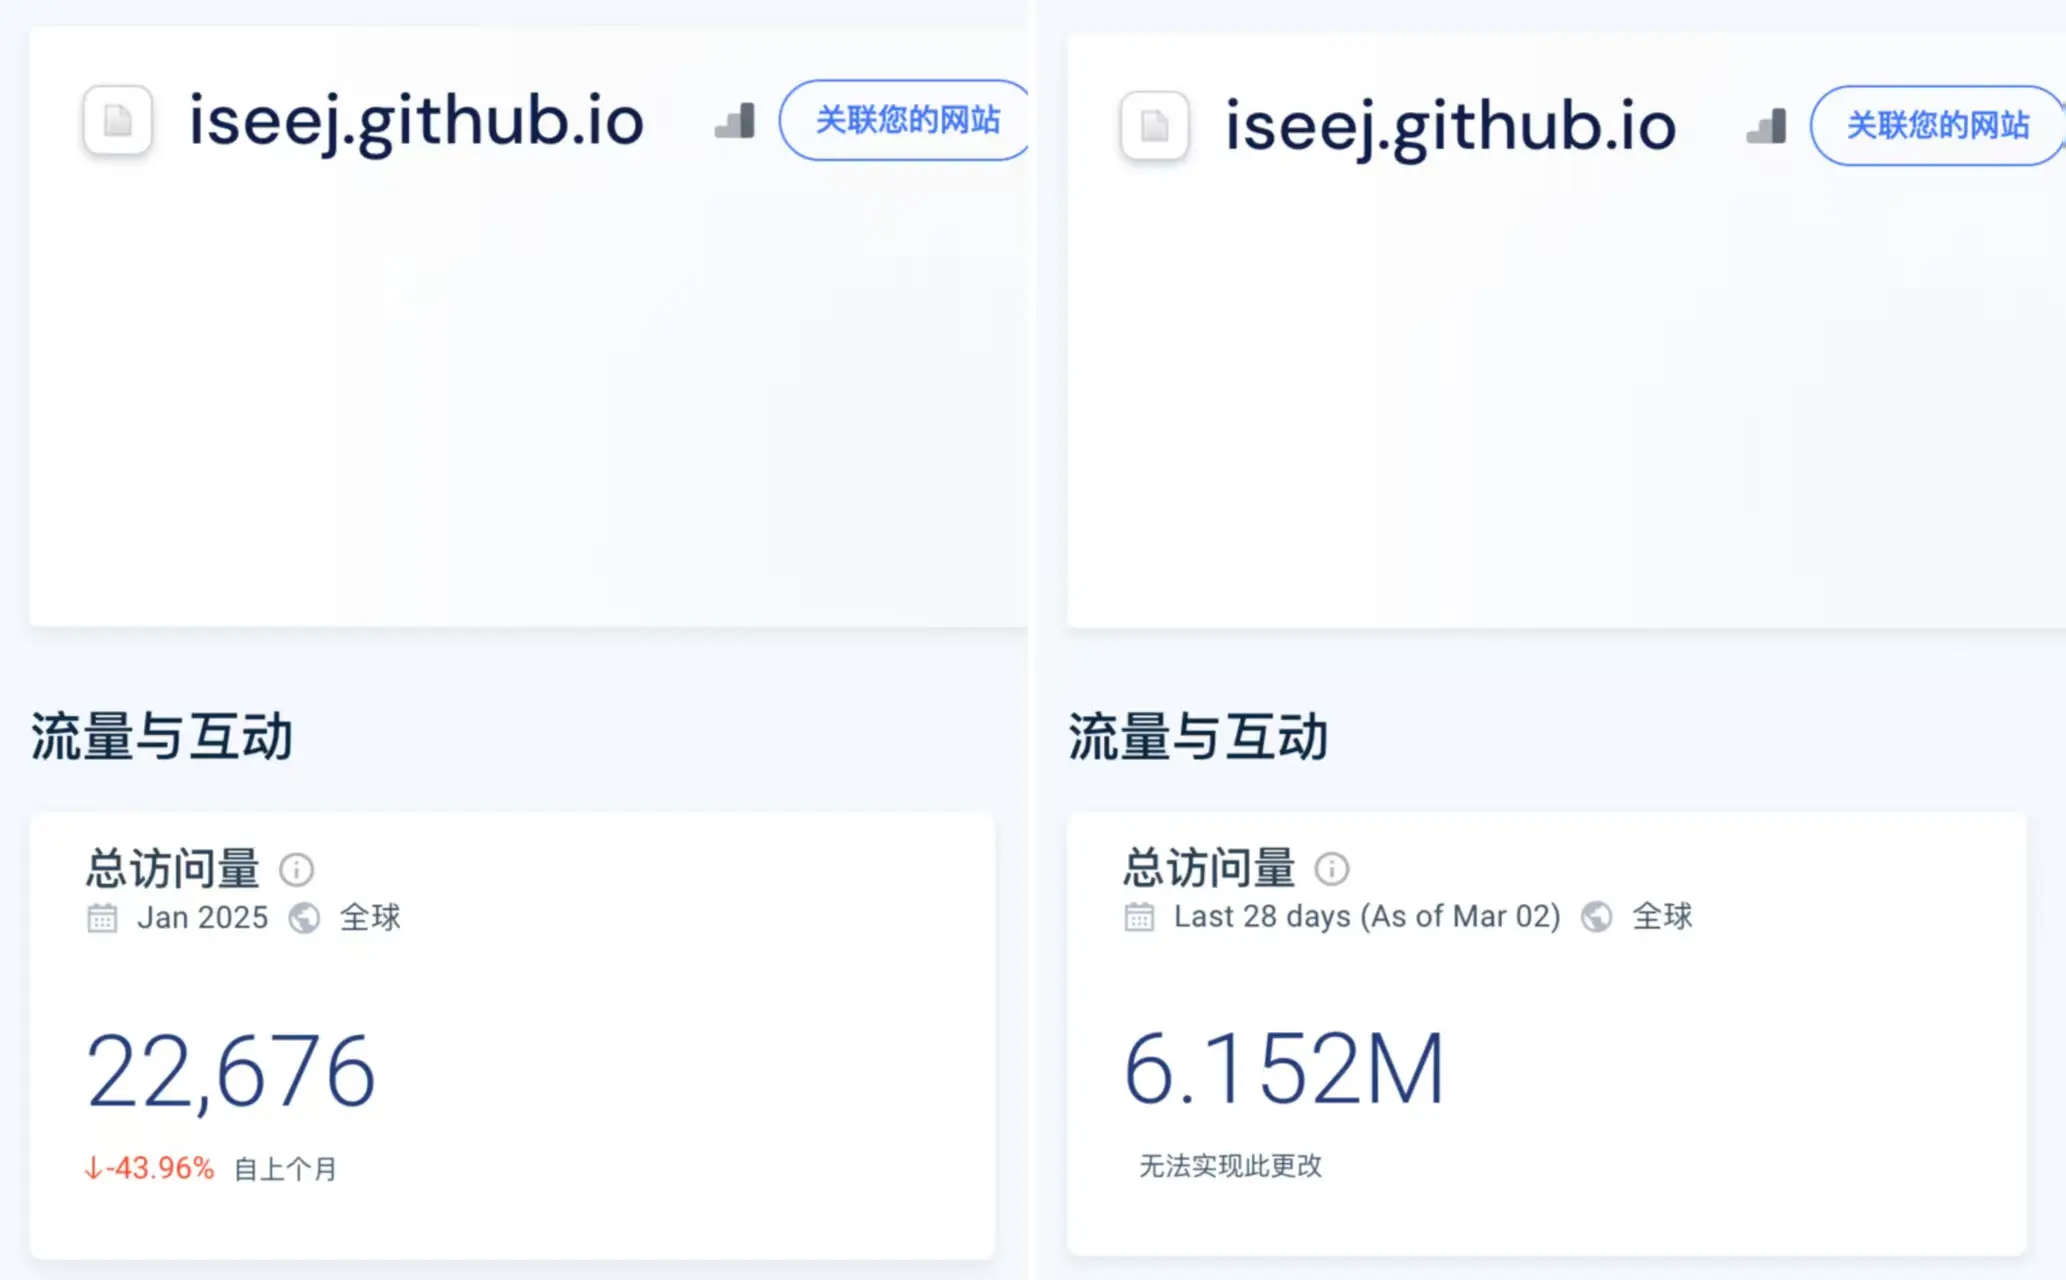 iseej.github.io
关联您的网站
流量与互动
总访问量
Jan 2025 全球
22,676
↓-43.96% 自上个月
iseej.github.io
关联您的网站
流量与互动
总访问量
Last 28 days (As of Mar 02) 全球
6.152M
无法实现此更改